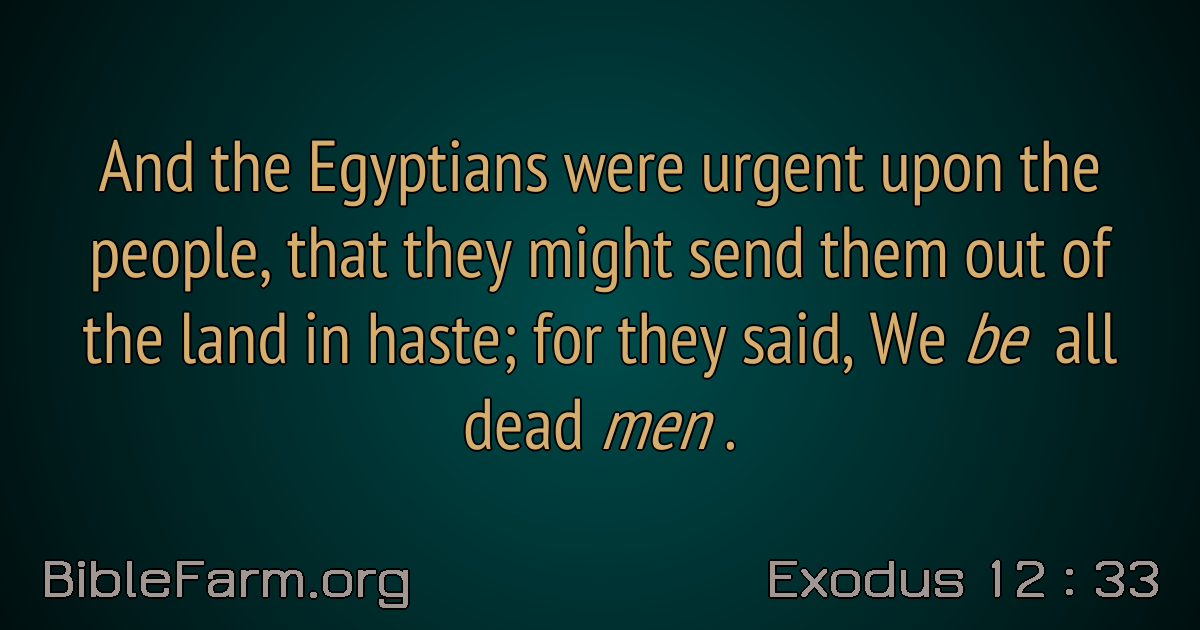 And the Egyptians were urgent upon the
people, that they might send them out of
the land in haste; for they said, We be all
dead men .
BibleFarm.org
Exodus 12 : 33